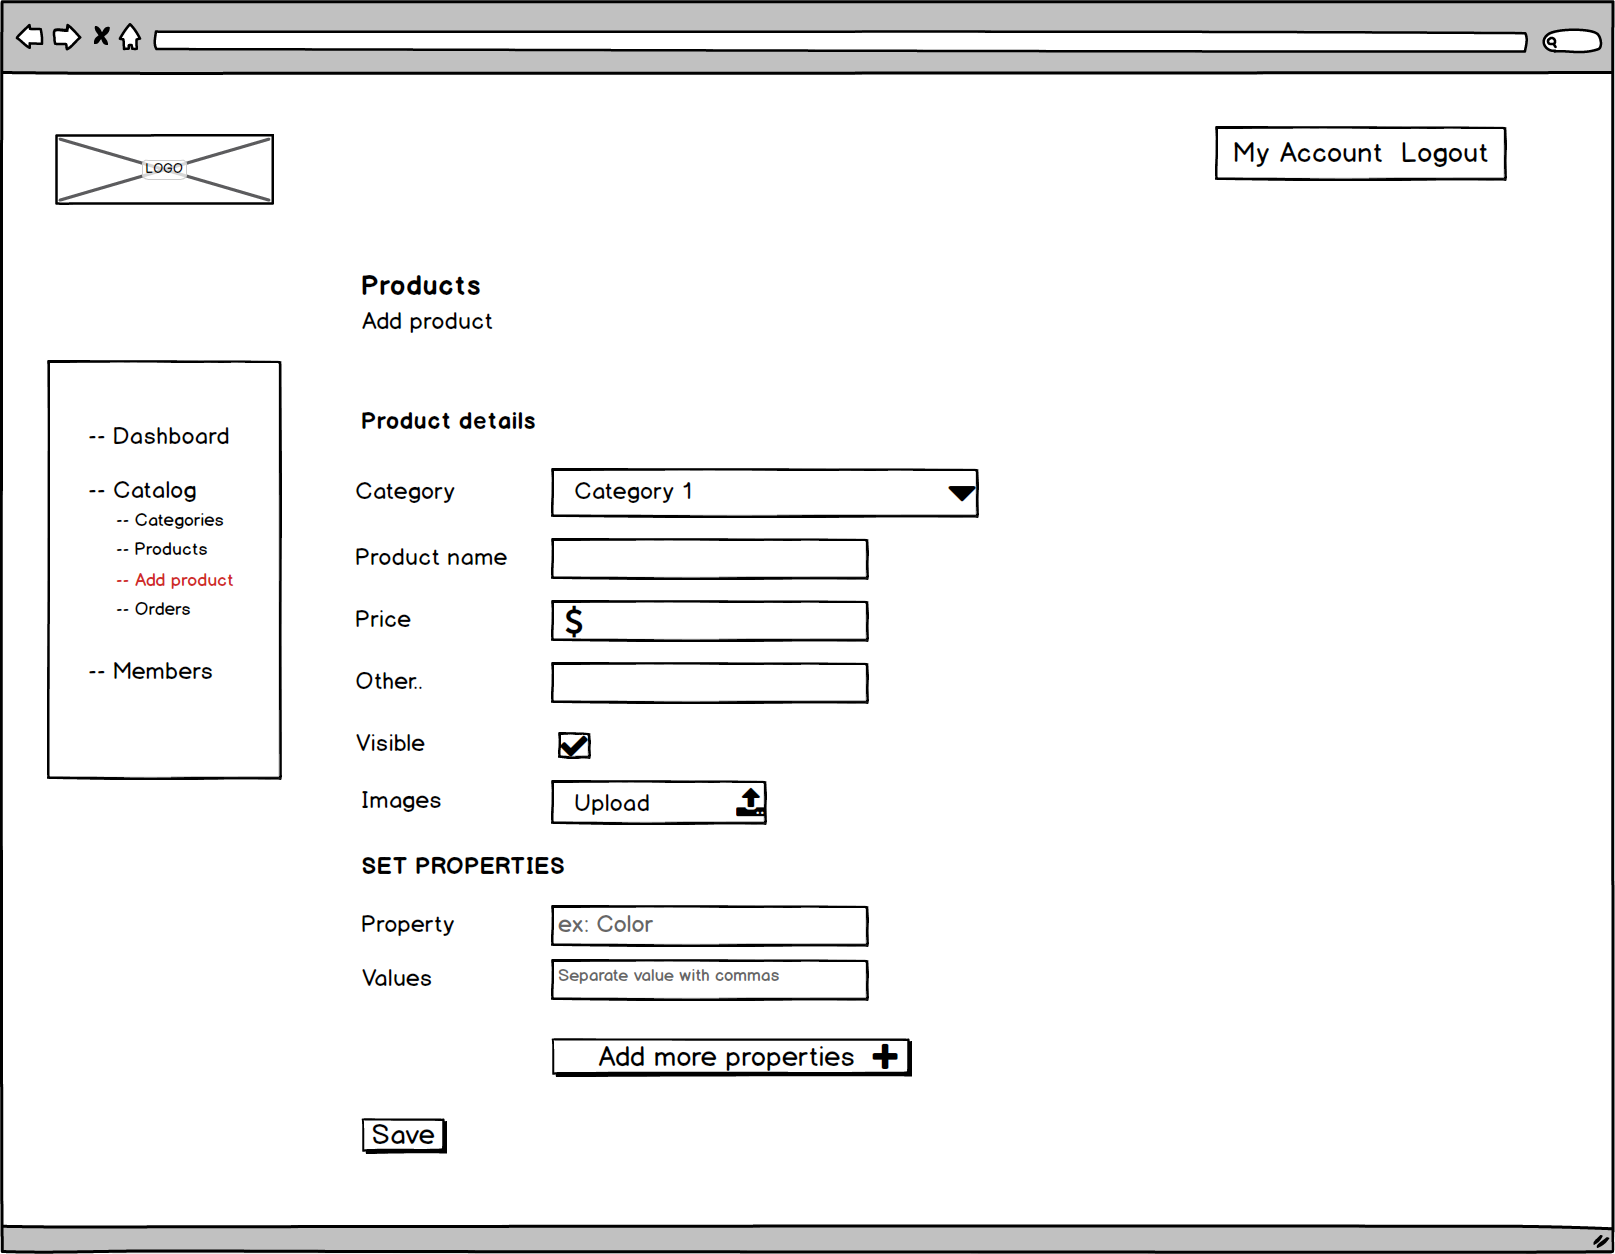 LOGO
My Account Logout
Products
Add product
-- Dashboard
-- Catalog
-- Categories
-- Products
-- Add product
-- Orders
-- Members
Product details
Category
Category 1
Product name
Price
$
Other..
Visible
Images
Upload
SET PROPERTIES
Property
ex: Color
Values
Separate value with commas
Add more properties
Save